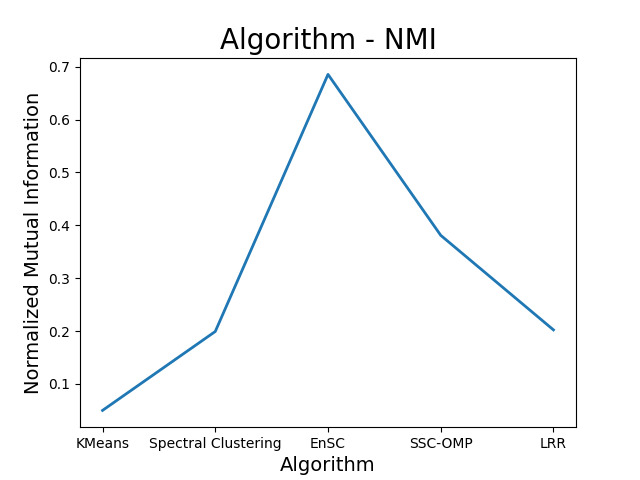 Algorithm - NMI
Normalized Mutual Information
0.7
0.6
0.5
0.4
0.3
0.2
0.1
KMeans Spectral Clustering EnSC SSC-OMP LRR
Algorithm